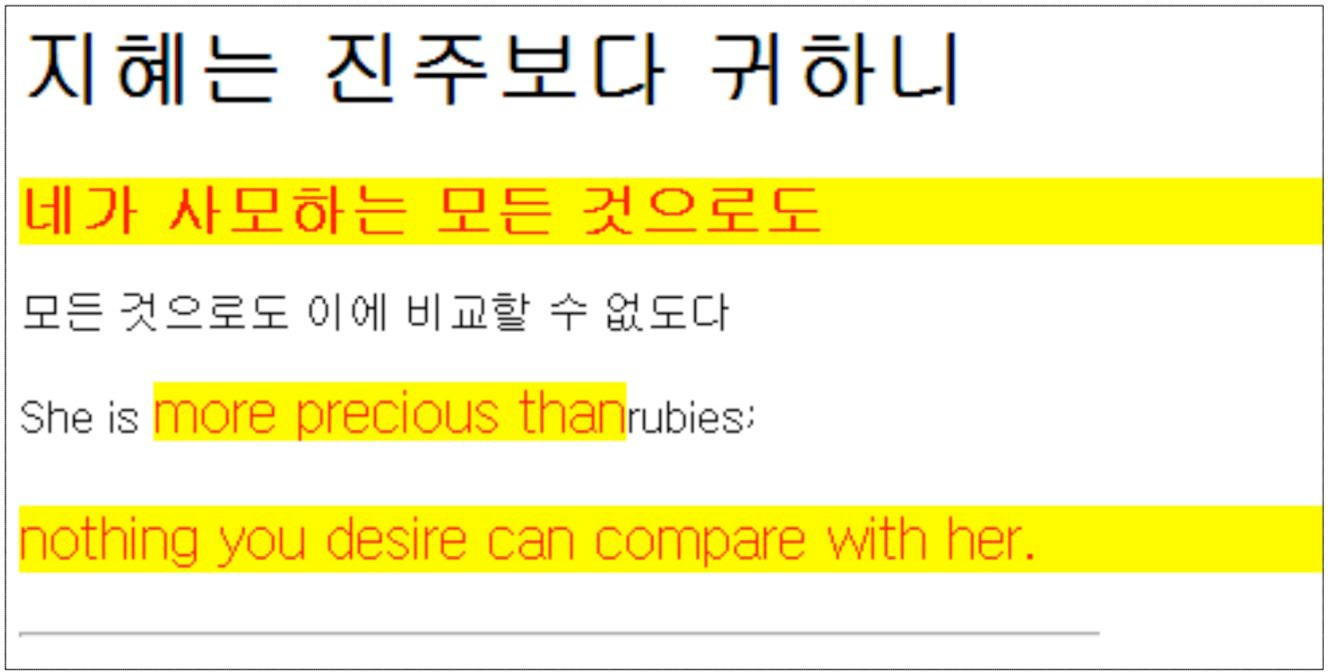 지혜는 진주보다 귀하니
네가 사모하는 모든 것으로도
모든 것으로도 이에 비교할 수 없도다
She is more precious thanrubies;
nothing you desire can compare with her.